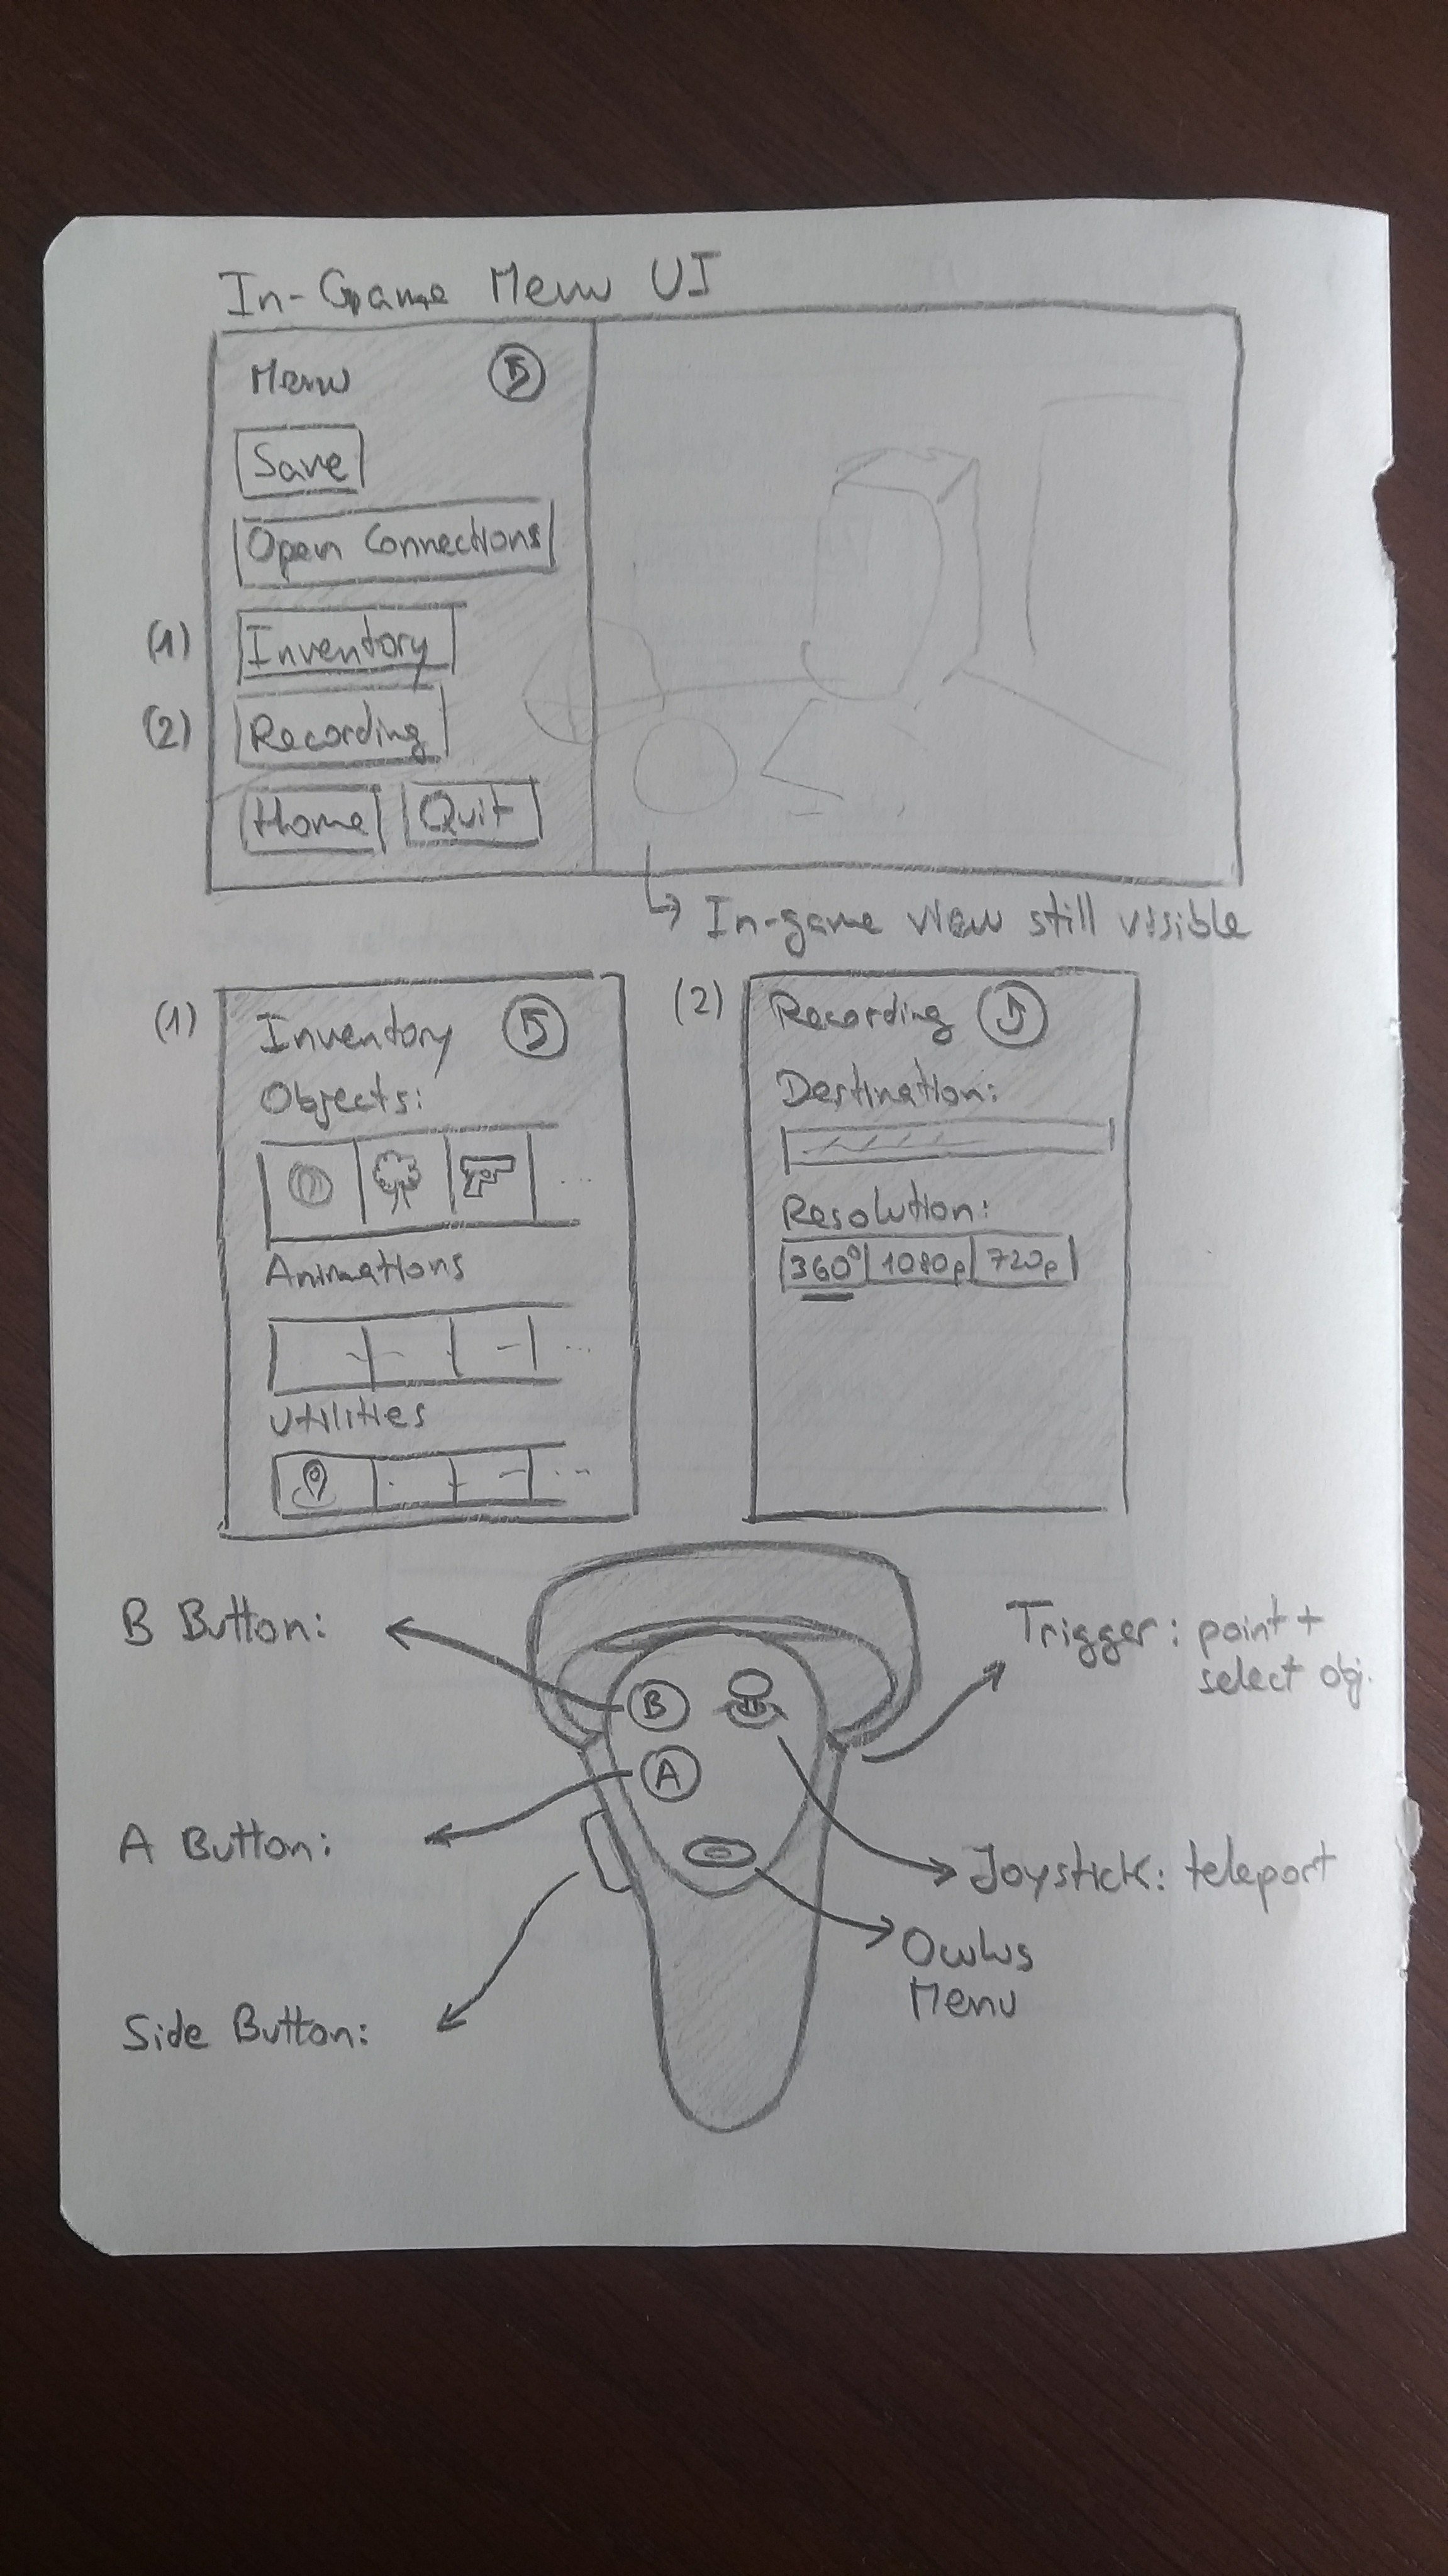 In-Game Menu UI
Menu
Save
Open Connections
(1) Inventory
(2) Recording
Home Quit
In-game view still visible
(1) Inventory
Objects:
...
Animations
...
Utilities
...
(2) Recording
Destination:
Resolution:
360° 1080p 720p
B Button:
B
A
A Button:
Side Button:
Trigger: point +
select obj.
Joystick: teleport
Oculus
Menu